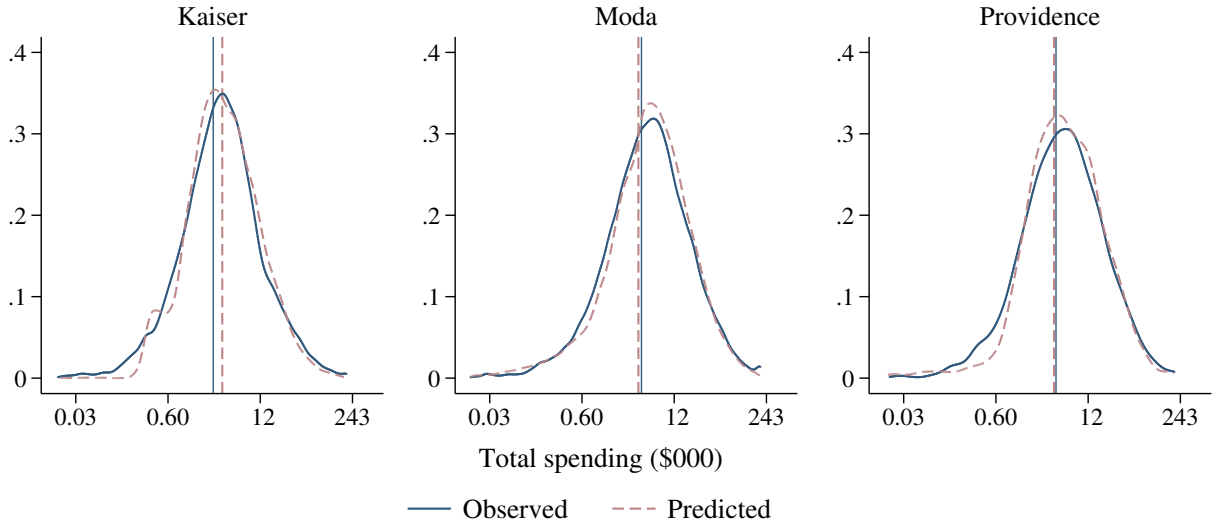 Kaiser Moda Providence
.4 .4 .4
.3 .3 .3
.2 .2 .2
.1 .1 .1
0 0 0
0.03 0.60 12 243 0.03 0.60 12 243 0.03 0.60 12 243
Total spending ($000)
Observed Predicted